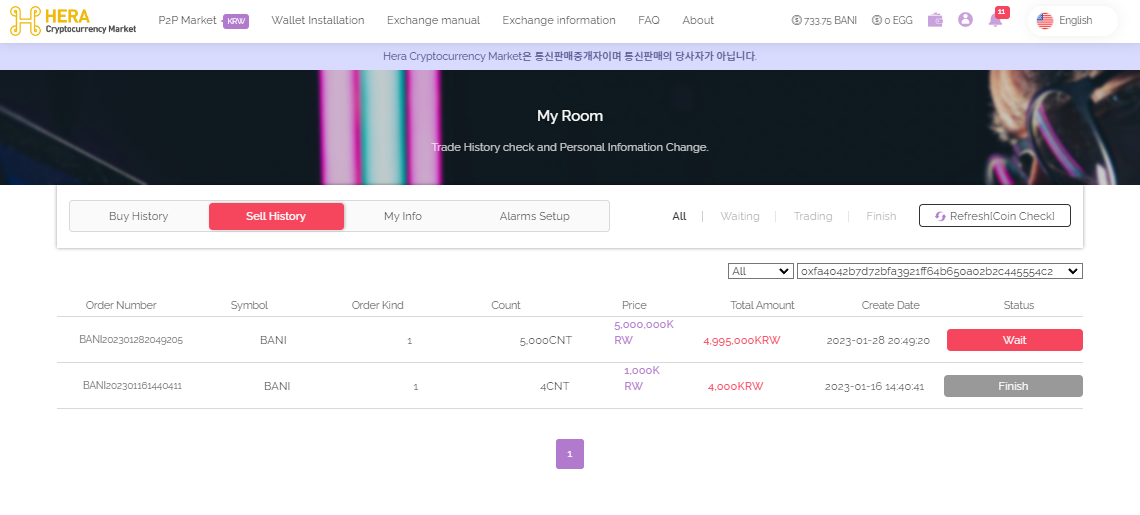 HERA
Cryptocurrency Market
P2P Market - KRW Wallet Installation Exchange manual Exchange information FAQ About 733.75 BANI 0 EGG 11 English
Hera Cryptocurrency Market은 통신판매중개자이며 통신판매의 당사자가 아닙니다.
My Room
Trade History check and Personal Infomation Change.
Buy History Sell History My Info Alarms Setup All Waiting Trading Finish Refresh[Coin Check]
All 0xfa4042b7d72bfa3921ff64b650a02b2c445554c2
Order Number Symbol Order Kind Count Price Total Amount Create Date Status
BANI202301282049205 BANI 1 5,000CNT 5,000,000K
RW 4,995,000KRW 2023-01-28 20:49:20 Wait
BANI202301161440411 BANI 1 4CNT 1,000K
RW 4,000KRW 2023-01-16 14:40:41 Finish
1